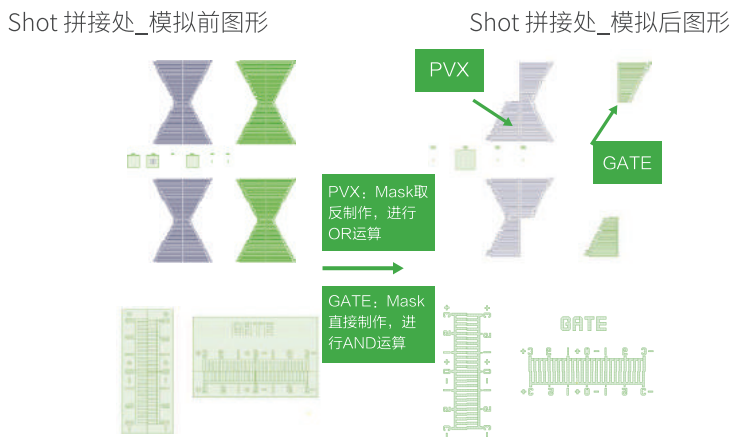 Shot 拼接处_模拟前图形
Shot 拼接处_模拟后图形
PVX
GATE
PVX：Mask取
反制作，进行
OR运算
GATE：Mask
直接制作，进
行AND运算
GATE
GATE